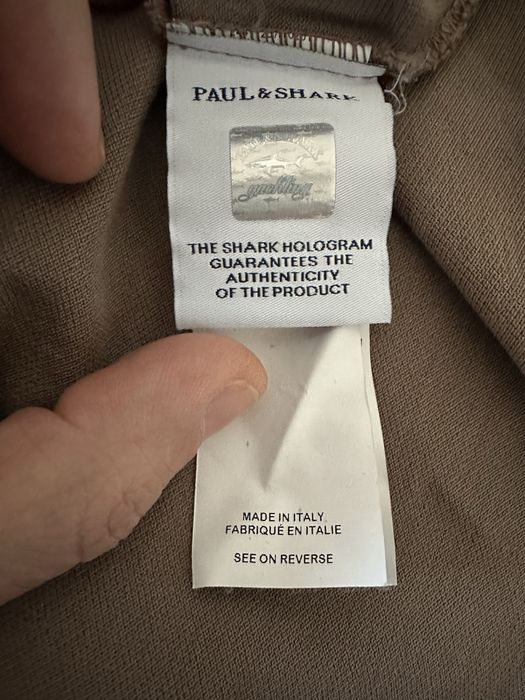 PAUL & SHARK
yachting
THE SHARK HOLOGRAM
GUARANTEES THE
AUTHENTICITY
OF THE PRODUCT
MADE IN ITALY
FABRIQUÉ EN ITALIE
SEE ON REVERSE